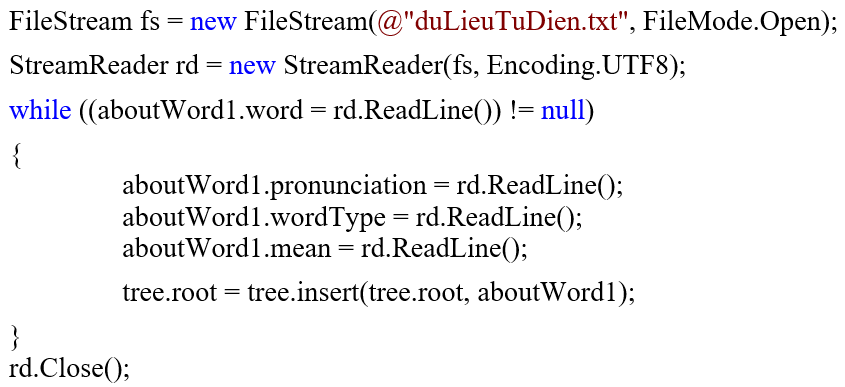 FileStream fs = new FileStream(@"duLieuTuDien.txt", FileMode.Open);
StreamReader rd = new StreamReader(fs, Encoding.UTF8);
while ((aboutWord1.word = rd.ReadLine()) != null)
{
aboutWord1.pronunciation = rd.ReadLine();
aboutWord1.wordType = rd.ReadLine();
aboutWord1.mean = rd.ReadLine();
tree.root = tree.insert(tree.root, aboutWord1);
}
rd.Close();